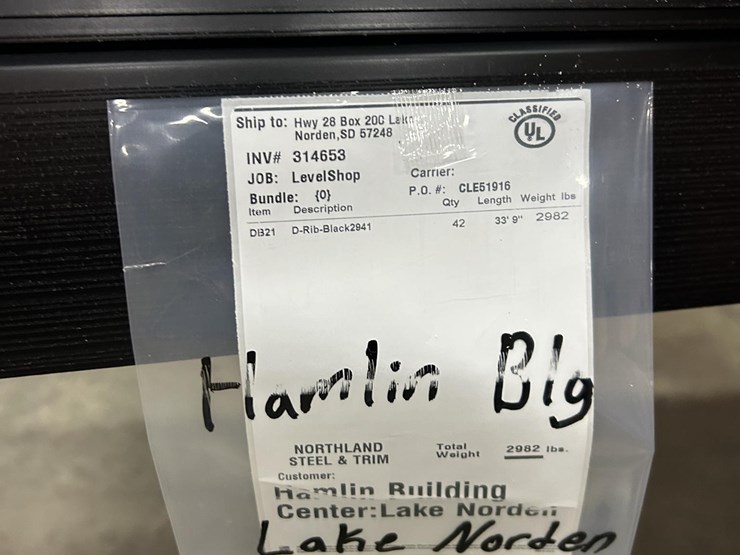 Ship to: Hwy 28 Box 20C Lake
Norden,SD 57248
CLASSIFIED
UL
INV# 314653
JOB: LevelShop
Carrier:
Bundle: {0}
P.O. #: CLE51916
Item Description Qty Length Weight lbs
DB21 D-Rib-Black2941 42 33' 9" 2982
Hamlin Blg
NORTHLAND
STEEL & TRIM
Total
Weight
2982 lbs.
Customer:
Hamlin Building
Center:Lake Norden
Lake Norden